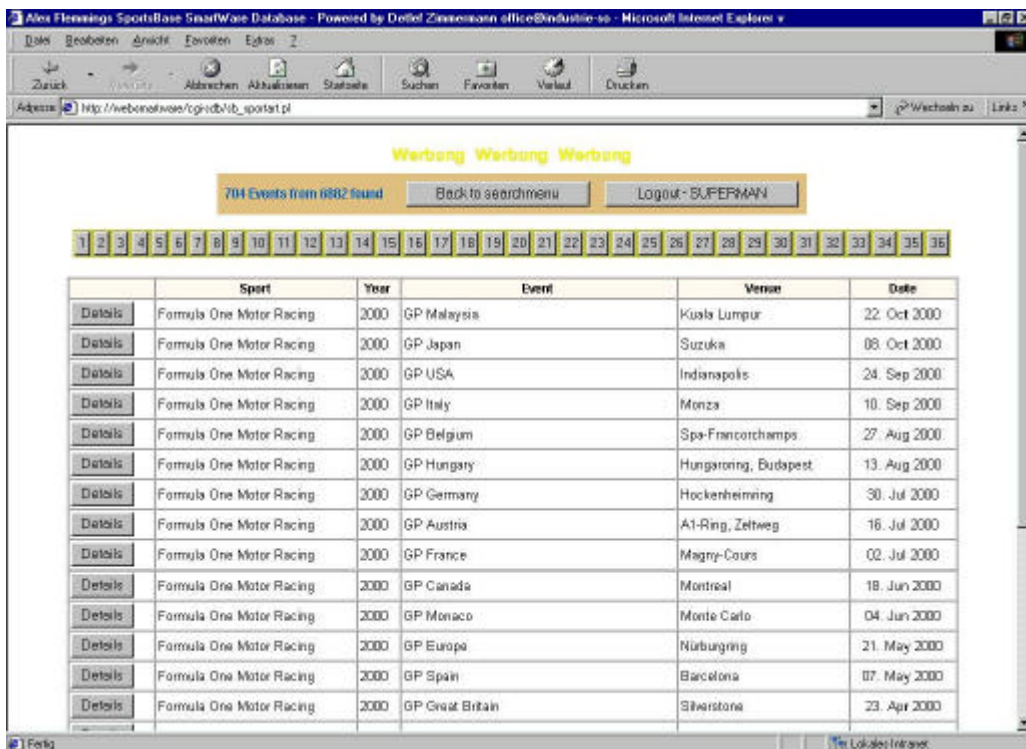 Alex Flemmings SportsBase SmartWare Database - Powered by Detlef Zimmermann office@industrie-so - Microsoft Internet Explorer v
Datei Bearbeiten Ansicht Favoriten Extras ?
Zurück Abbrechen Aktualisieren Startseite Suchen Favoriten Verlauf Drucken
Adresse http://websmartware/cgi-sdb/sb_sportart.pl Wechseln zu Links
Werbung Werbung Werbung
704 Events from 6882 found Back to searchmenu Logout - SUPERMAN
1 2 3 4 5 6 7 8 9 10 11 12 13 14 15 16 17 18 19 20 21 22 23 24 25 26 27 28 29 30 31 32 33 34 35 36
Sport Year Event Venue Date
Details Formula One Motor Racing 2000 GP Malaysia Kuala Lumpur 22. Oct 2000
Details Formula One Motor Racing 2000 GP Japan Suzuka 08. Oct 2000
Details Formula One Motor Racing 2000 GP USA Indianapolis 24. Sep 2000
Details Formula One Motor Racing 2000 GP Italy Monza 10. Sep 2000
Details Formula One Motor Racing 2000 GP Belgium Spa-Francorchamps 27. Aug 2000
Details Formula One Motor Racing 2000 GP Hungary Hungaroring, Budapest 13. Aug 2000
Details Formula One Motor Racing 2000 GP Germany Hockenheimring 30. Jul 2000
Details Formula One Motor Racing 2000 GP Austria A1-Ring, Zeltweg 16. Jul 2000
Details Formula One Motor Racing 2000 GP France Magny-Cours 02. Jul 2000
Details Formula One Motor Racing 2000 GP Canada Montreal 18. Jun 2000
Details Formula One Motor Racing 2000 GP Monaco Monte Carlo 04. Jun 2000
Details Formula One Motor Racing 2000 GP Europe Nürburgring 21. May 2000
Details Formula One Motor Racing 2000 GP Spain Barcelona 07. May 2000
Details Formula One Motor Racing 2000 GP Great Britain Silverstone 23. Apr 2000
Fertig Lokales Intranet